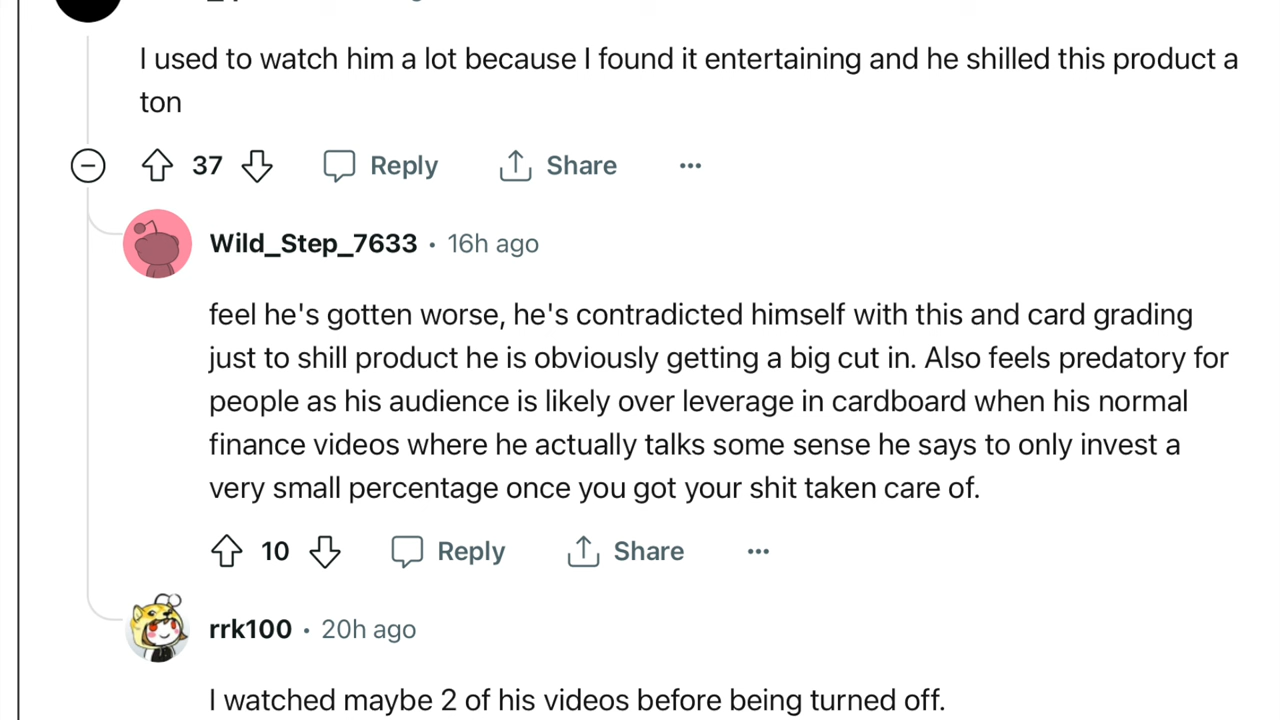 I used to watch him a lot because I found it entertaining and he shilled this product a
ton
37 Reply Share ...
Wild_Step_7633 · 16h ago
feel he's gotten worse, he's contradicted himself with this and card grading
just to shill product he is obviously getting a big cut in. Also feels predatory for
people as his audience is likely over leverage in cardboard when his normal
finance videos where he actually talks some sense he says to only invest a
very small percentage once you got your shit taken care of.
10 Reply Share ...
rrk100 · 20h ago
I watched maybe 2 of his videos before being turned off.